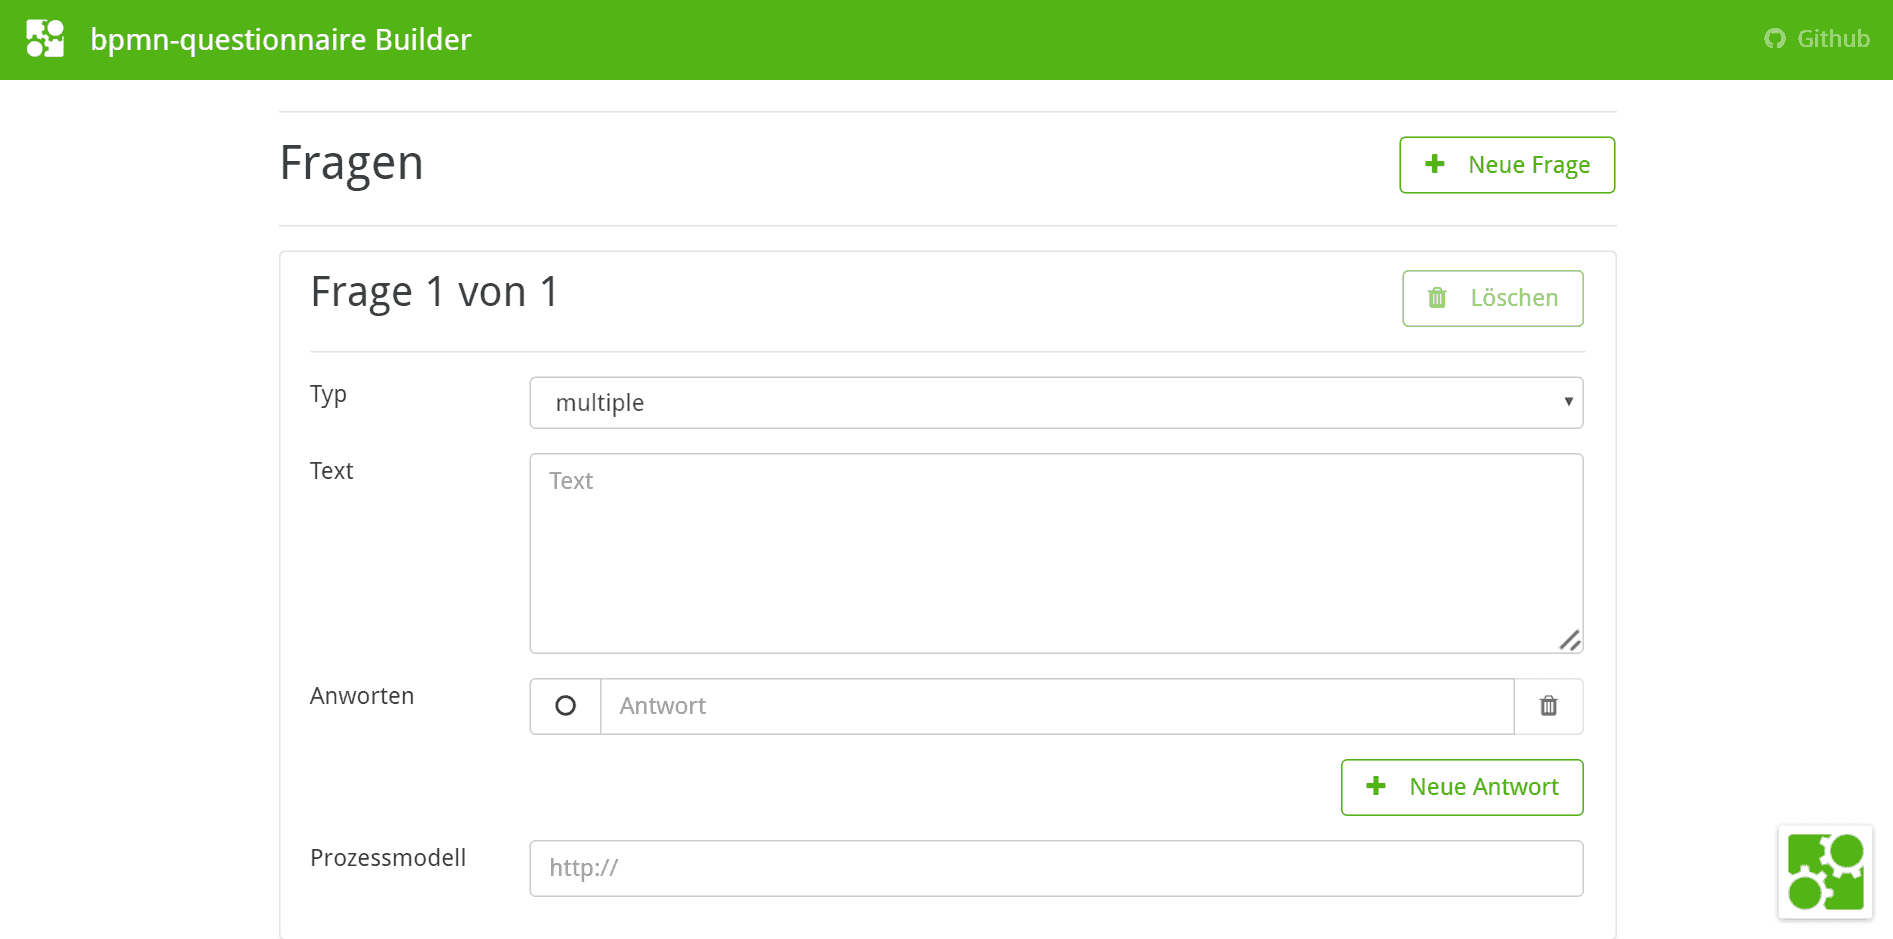 bpmn-questionnaire Builder
Github
Fragen
Neue Frage
Frage 1 von 1
Löschen
Typ
multiple
Text
Text
Anworten
Antwort
Neue Antwort
Prozessmodell
http://